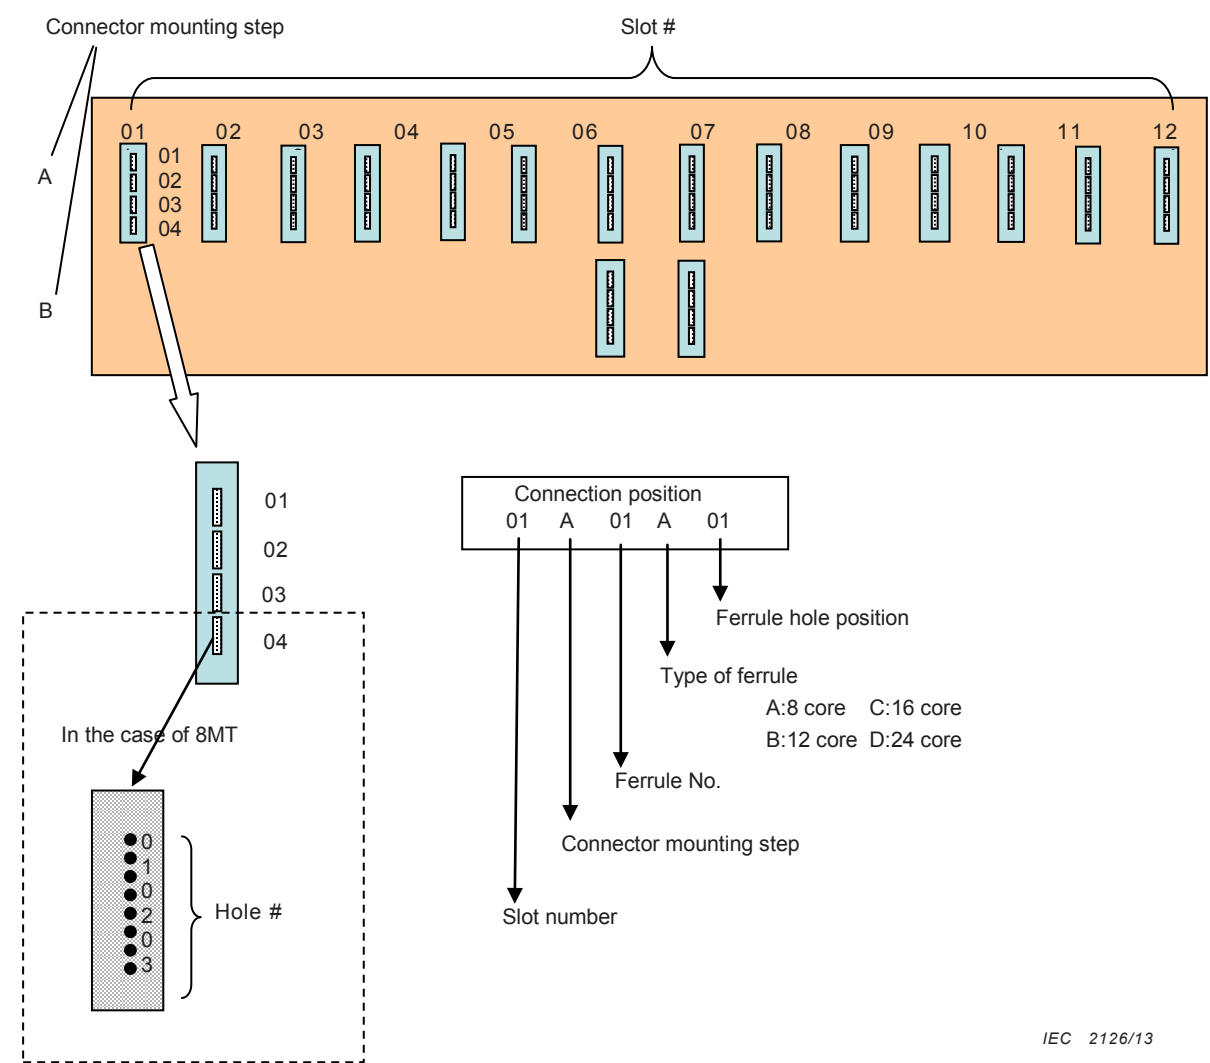 Connector mounting step
Slot #
01 02 03 04 05 06 07 08 09 10 11 12
01
02
03
04
A
B
01
02
03
04
In the case of 8MT
0
1
0
2
0
3
Hole #
Connection position
01 A 01 A 01
Ferrule hole position
Type of ferrule
A:8 core C:16 core
B:12 core D:24 core
Ferrule No.
Connector mounting step
Slot number
IEC 2126/13